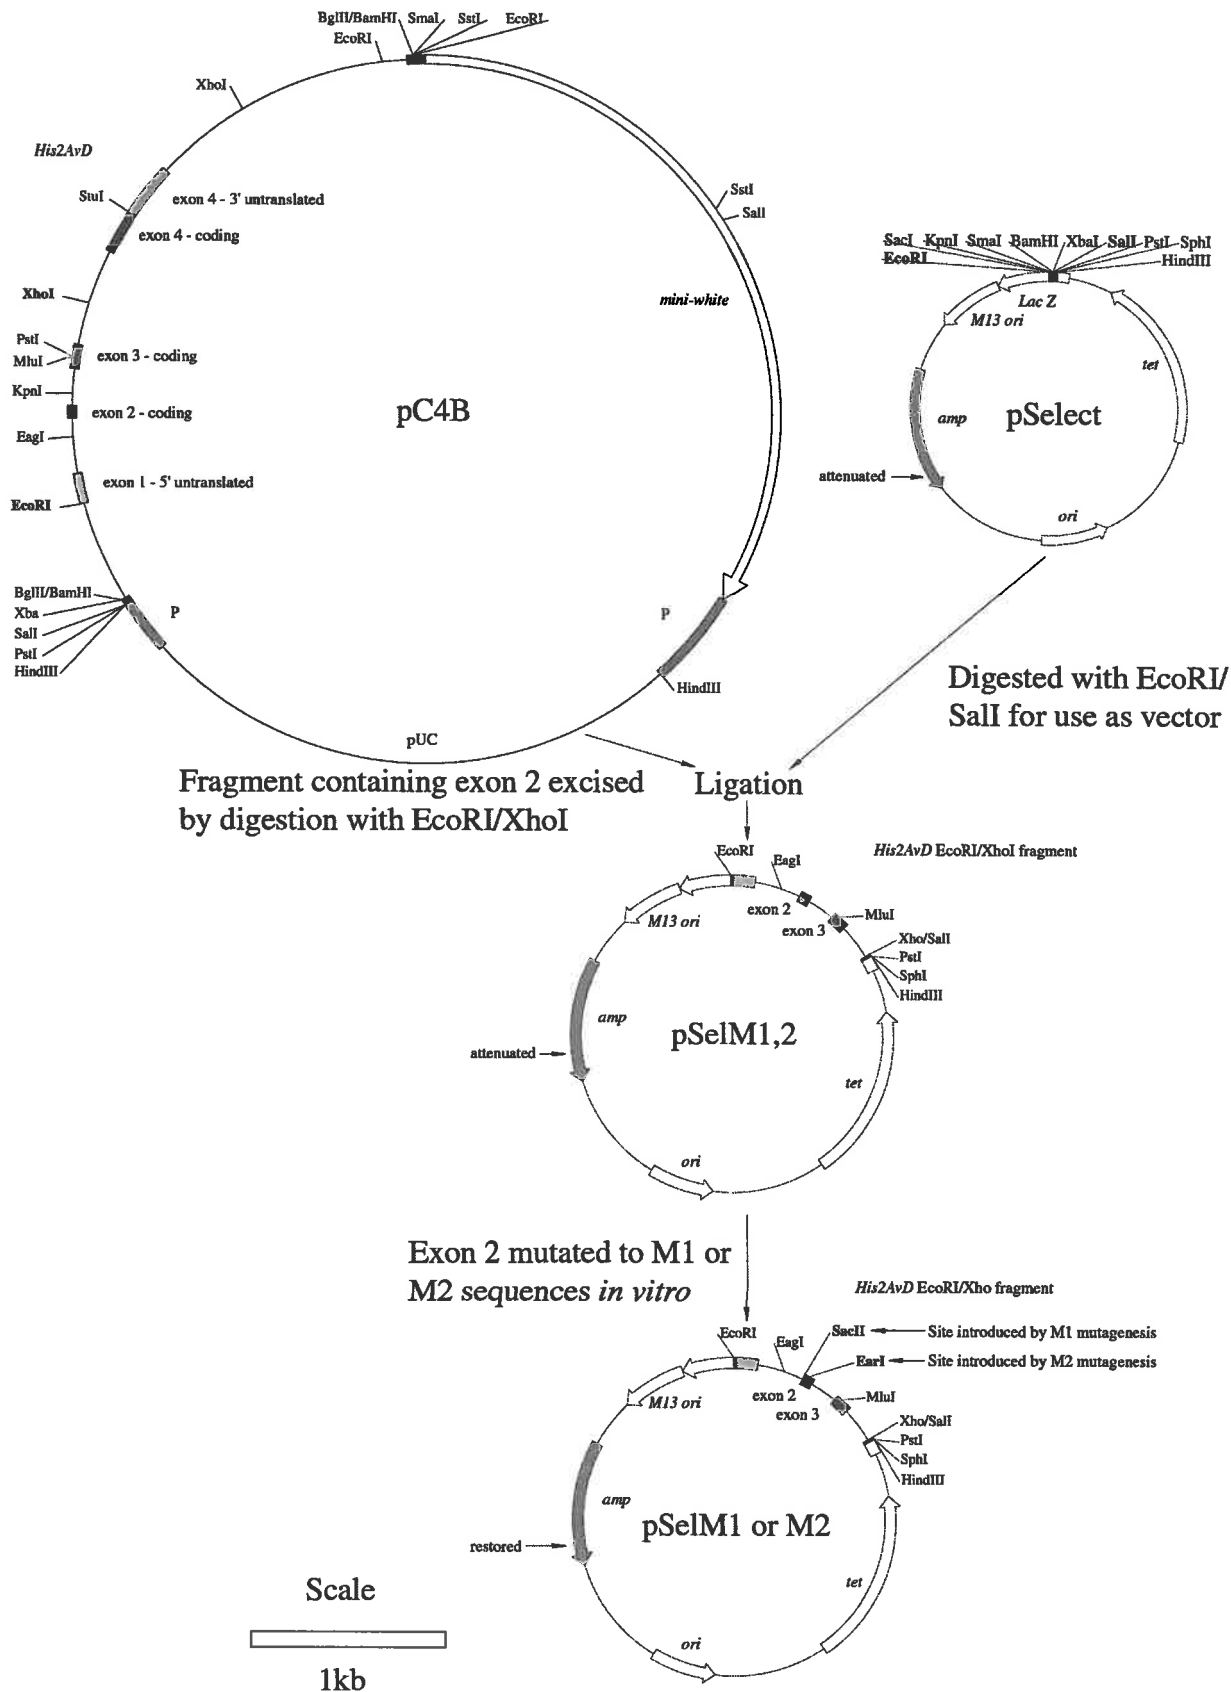 BglII/BamHI SmaI SstI EcoRI
EcoRI
XhoI
His2AvD
StuI
exon 4 - 3' untranslated
exon 4 - coding
XhoI
PstI
MluI
exon 3 - coding
KpnI
exon 2 - coding
EagI
exon 1 - 5' untranslated
EcoRI
BglII/BamHI
Xba
SalI
PstI
HindIII
P
pC4B
SstI
SalI
mini-white
P
HindIII
pUC
SacI KpnI SmaI BamHI XbaI SalI PstI SphI
EcoRI
HindIII
Lac Z
M13 ori
tet
amp
pSelect
attenuated
ori
Digested with EcoRI/
SalI for use as vector
Fragment containing exon 2 excised
by digestion with EcoRI/XhoI
Ligation
EcoRI
EagI
His2AvD EcoRI/XhoI fragment
exon 2
M13 ori
exon 3
MluI
Xho/SalI
PstI
SphI
HindIII
amp
pSelM1,2
attenuated
tet
ori
Exon 2 mutated to M1 or
M2 sequences in vitro
His2AvD EcoRI/Xho fragment
EcoRI
EagI
SacII
Site introduced by M1 mutagenesis
EarI
Site introduced by M2 mutagenesis
exon 2
M13 ori
exon 3
MluI
Xho/SalI
PstI
SphI
HindIII
amp
pSelM1 or M2
restored
tet
ori
Scale
1kb